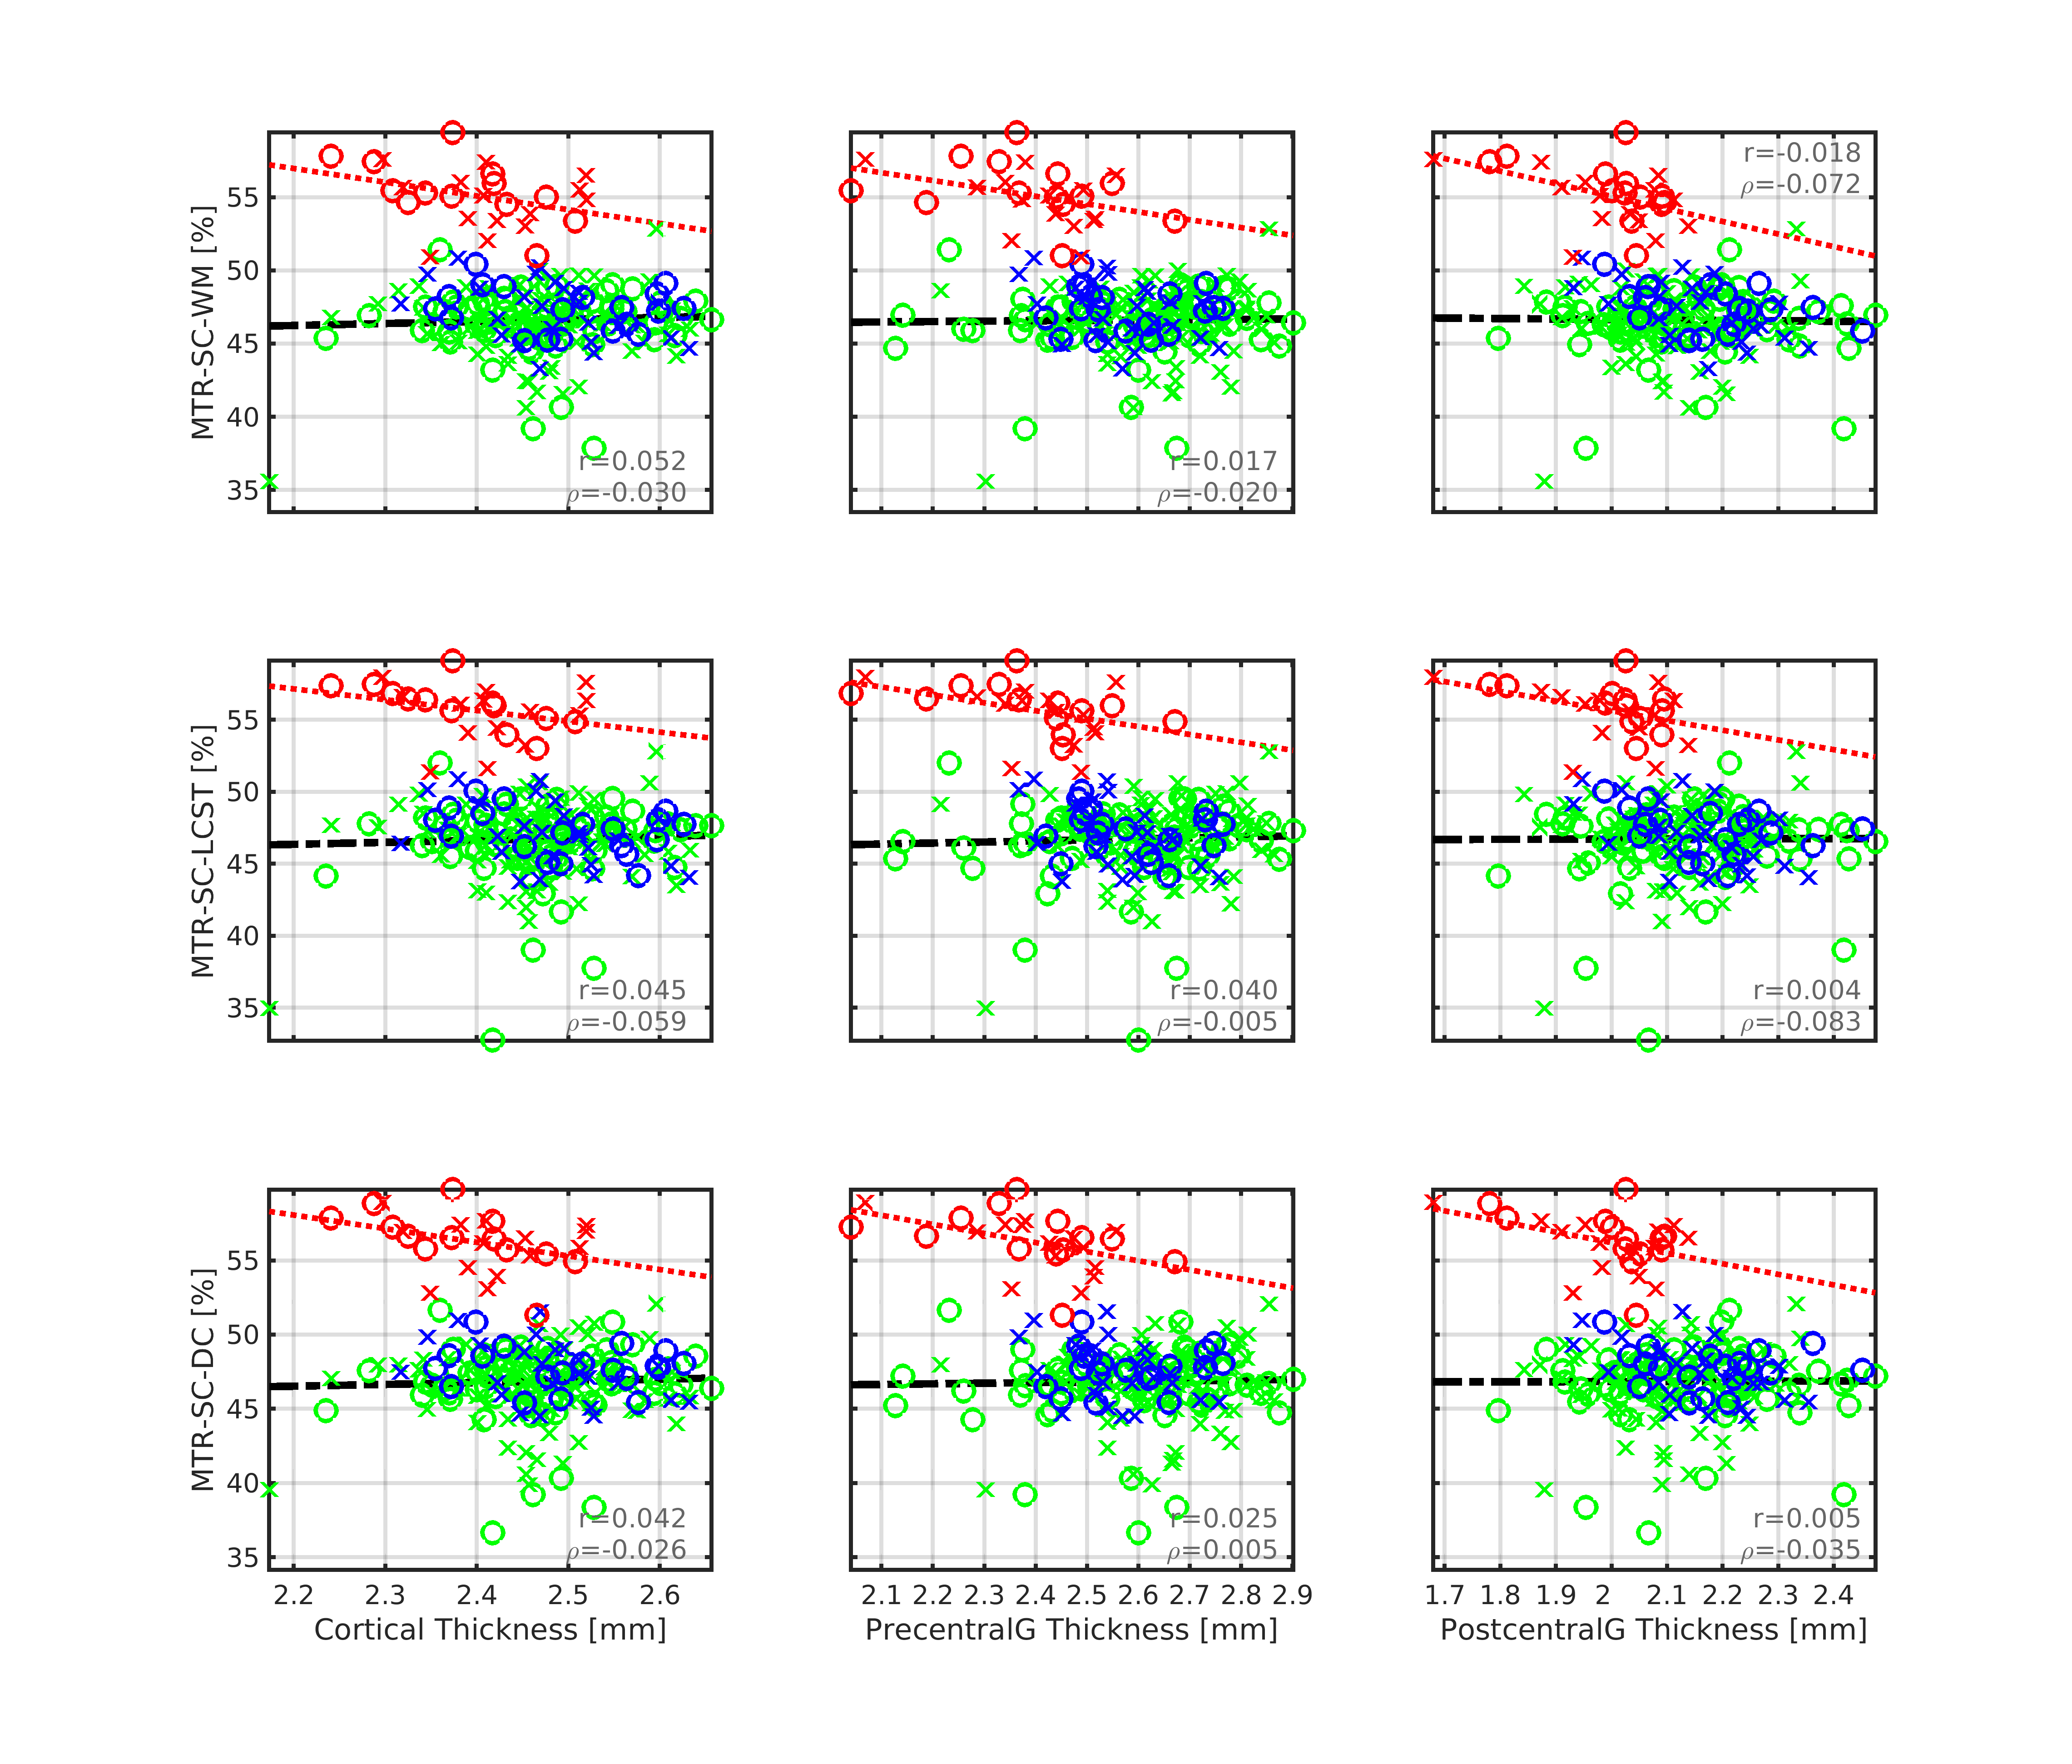 MTR-SC-WM [%]
55
50
45
40
35
r=0.052
ρ=-0.030
r=0.017
ρ=-0.020
r=-0.018
ρ=-0.072
MTR-SC-LCST [%]
55
50
45
40
35
r=0.045
ρ=-0.059
r=0.040
ρ=-0.005
r=0.004
ρ=-0.083
MTR-SC-DC [%]
55
50
45
40
35
r=0.042
ρ=-0.026
r=0.025
ρ=0.005
r=0.005
ρ=-0.035
2.2 2.3 2.4 2.5 2.6
Cortical Thickness [mm]
2.1 2.2 2.3 2.4 2.5 2.6 2.7 2.8 2.9
PrecentralG Thickness [mm]
1.7 1.8 1.9 2 2.1 2.2 2.3 2.4
PostcentralG Thickness [mm]